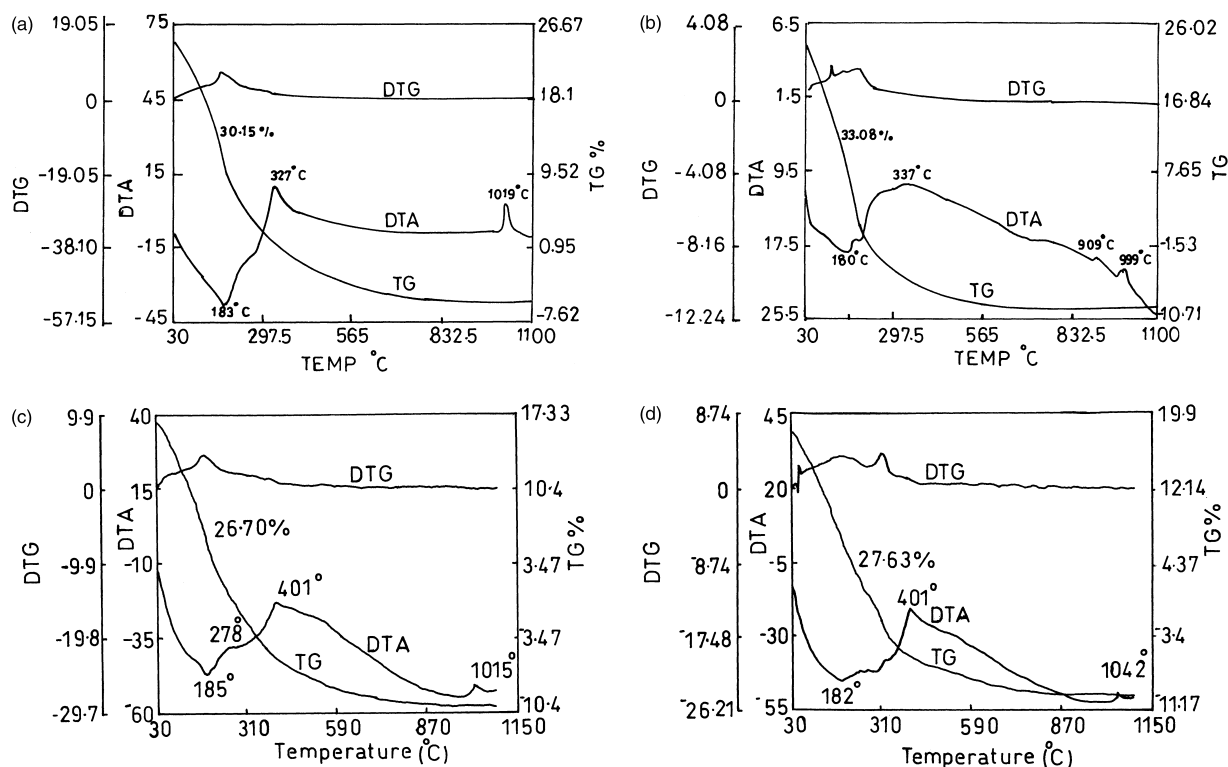 (a)
19.05
0
-19.05
-38.10
-57.15
DTG
75
45
15
-15
-45
DTA
26.67
18.1
9.52
0.95
-7.62
TG %
DTG
30.15%
327°C
1019°C
DTA
TG
183°C
30 297.5 565 832.5 1100
TEMP °C
(b)
4.08
0
-4.08
-8.16
-12.24
DTG
6.5
1.5
9.5
17.5
25.5
DTA
26.02
16.84
7.65
-1.53
-10.71
TG
DTG
33.08%
337°C
DTA
909°C
999°C
180°C
TG
30 297.5 565 832.5 1100
TEMP °C
(c)
9.9
0
-9.9
-19.8
-29.7
DTG
40
15
-10
-35
-60
DTA
17.33
10.4
3.47
-3.47
-10.4
TG%
DTG
26.70%
401°
278°
DTA
TG
1015°
185°
30 310 590 870 1150
Temperature (°C)
(d)
8.74
0
-8.74
-17.48
-26.21
DTG
45
20
-5
-30
-55
DTA
19.9
12.14
4.37
-3.4
-11.17
TG%
DTG
27.63%
401°
DTA
TG
1042°
182°
30 310 590 870 1150
Temperature (°C)